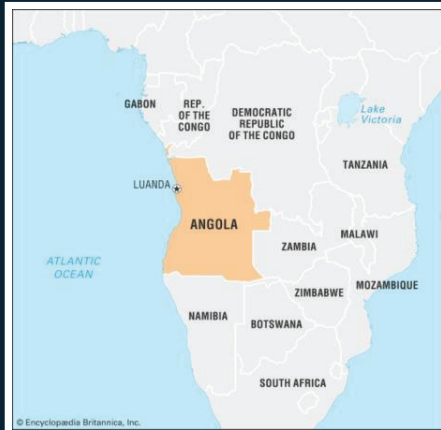 GABON
REP.
OF THE
CONGO
DEMOCRATIC
REPUBLIC
OF THE CONGO
Lake
Victoria
TANZANIA
LUANDA
ANGOLA
ZAMBIA
MALAWI
ATLANTIC
OCEAN
ZIMBABWE
MOZAMBIQUE
NAMIBIA
BOTSWANA
SOUTH AFRICA
© Encyclopædia Britannica, Inc.